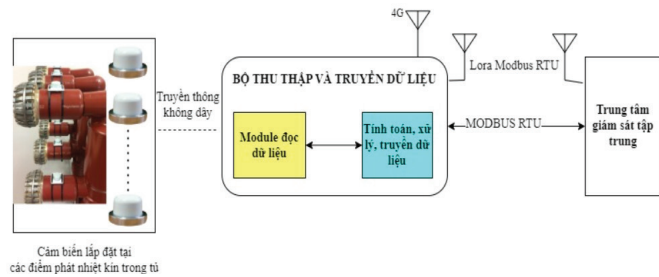 4G
BỘ THU THẬP VÀ TRUYỀN DỮ LIỆU
Lora Modbus RTU
Truyền thông
không dây
Module đọc
dữ liệu
Tính toán, xử
lý, truyền dữ
liệu
MODBUS RTU
Trung tâm
giám sát tập
trung
Cảm biến lắp đặt tại
các điểm phát nhiệt kín trong tủ